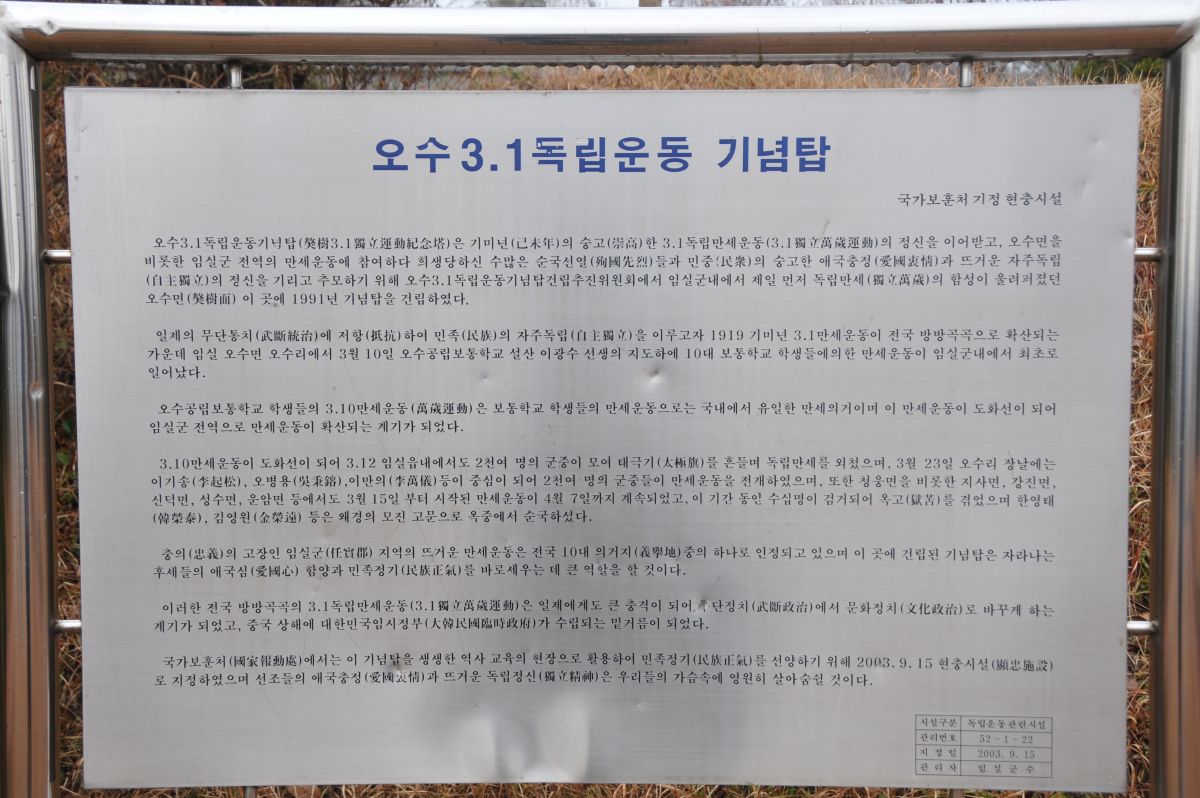 오수3.1독립운동 기념탑
국가보훈처 기정 현충시설
오수3.1독립운동기념탑(獒樹3.1獨立運動紀念塔)은 기미년(己未年)의 숭고(崇高)한 3.1독립만세운동(3.1獨立萬歲運動)의 정신을 이어받고, 오수면을
비롯한 임실군 전역의 만세운동에 참여하다 희생당하신 수많은 순국선열(殉國先烈)들과 민중(民衆)의 숭고한 애국충정(愛國衷情)과 뜨거운 자주독립
(自主獨立)의 정신을 기리고 추모하기 위해 오수3.1독립운동기념탑건립추진위원회에서 임실군내에서 제일 먼저 독립만세(獨立萬歲)의 함성이 울려퍼졌던
오수면(獒樹面) 이 곳에 1991년 기념탑을 건립하였다.
일제의 무단통치(武斷統治)에 저항(抵抗)하여 민족(民族)의 자주독립(自主獨立)을 이루고자 1919 기미년 3.1만세운동이 전국 방방곡곡으로 확산되는
가운데 임실 오수면 오수리에서 3월 10일 오수공립보통학교 설산 이광수 선생의 지도하에 10대 보통학교 학생들에의한 만세운동이 임실군내에서 최초로
일어났다.
오수공립보통학교 학생들의 3.10만세운동(萬歲運動)은 보통학교 학생들의 만세운동으로는 국내에서 유일한 만세의거이며 이 만세운동이 도화선이 되어
임실군 전역으로 만세운동이 확산되는 계기가 되었다.
3.10만세운동이 도화선이 되어 3.12 임실읍내에서도 2천여 명의 군중이 모여 태극기(太極旗)를 흔들며 독립만세를 외쳤으며, 3월 23일 오수리 장날에는
이기송(李起松), 오병용(吳秉鎔),이만의(李萬儀)등이 중심이 되어 2천여 명의 군중들이 만세운동을 전개하였으며, 또한 청웅면을 비롯한 지사면, 강진면,
신덕면, 성수면, 운암면 등에서도 3월 15일 부터 시작된 만세운동이 4월 7일까지 계속되었고, 이 기간 동인 수십명이 검거되어 옥고(獄苦)를 겪었으며 한영태
(韓榮泰), 김영원(金榮遠) 등은 왜경의 모진 고문으로 옥중에서 순국하셨다.
충의(忠義)의 고장인 임실군(任實郡) 지역의 뜨거운 만세운동은 전국 10대 의거지(義擧地)중의 하나로 인정되고 있으며 이 곳에 건립된 기념탑은 자라나는
후세들의 애국심(愛國心) 함양과 민족정기(民族正氣)를 바로세우는 데 큰 역할을 할 것이다.
이러한 전국 방방곡곡의 3.1독립만세운동(3.1獨立萬歲運動)은 일제에게도 큰 충격이 되어 단정치(武斷政治)에서 문화정치(文化政治)로 바꾸게 하는
계기가 되었고, 중국 상해에 대한민국임시정부(大韓民國臨時政府)가 수립되는 밑거름이 되었다.
국가보훈처(國家報勳處)에서는 이 기념탑을 생생한 역사 교육의 현장으로 활용하여 민족정기(民族正氣)를 선양하기 위해 2003.9.15 현충시설(顯忠施設)
로 지정하였으며 선조들의 애국충정(愛國衷情)과 뜨거운 독립정신(獨立精神)은 우리들의 가슴속에 영원히 살아숨쉴 것이다.
시설구분 독립운동관련시설
관리번호 52-1-22
지정일 2003. 9. 15
관리자 임실군수